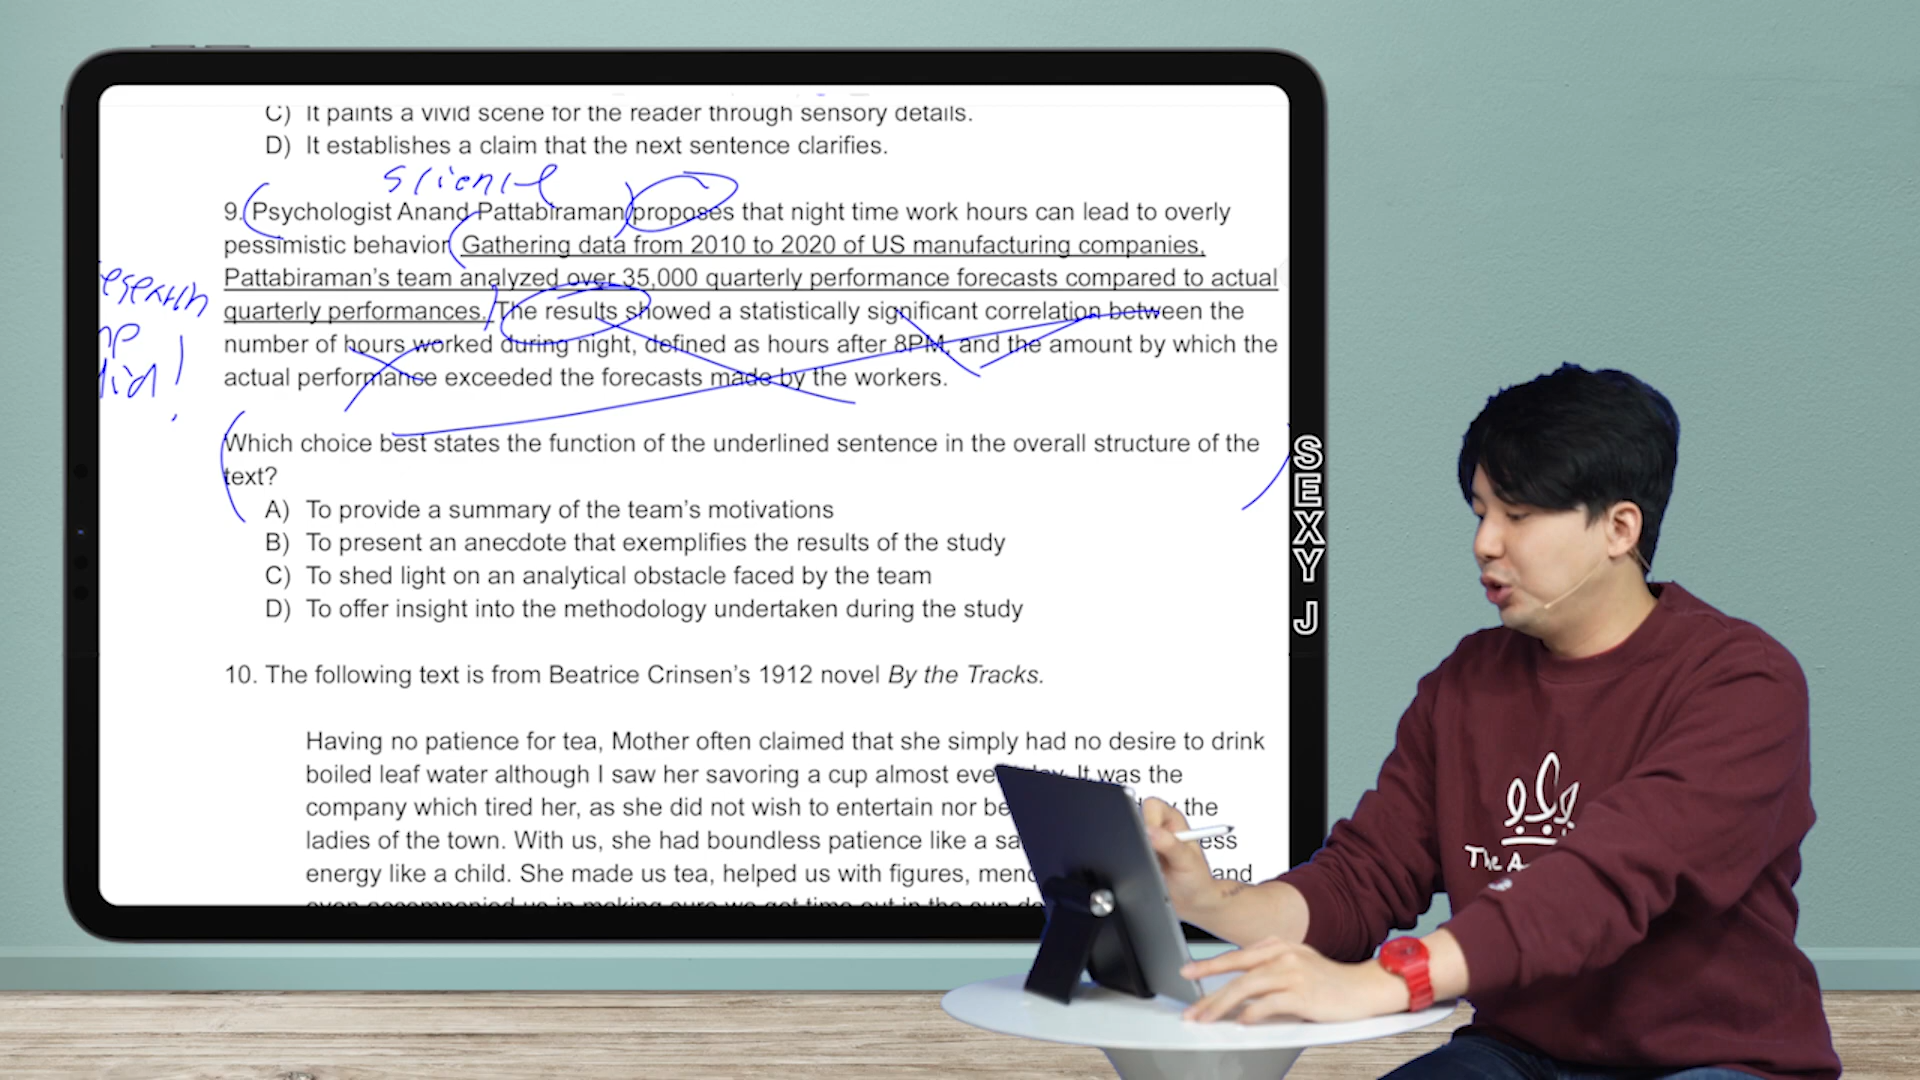 C) It paints a vivid scene for the reader through sensory details.
D) It establishes a claim that the next sentence clarifies.
science
9. Psychologist Anand Pattabiraman proposes that night time work hours can lead to overly
pessimistic behavior. Gathering data from 2010 to 2020 of US manufacturing companies,
Pattabiraman's team analyzed over 35,000 quarterly performance forecasts compared to actual
quarterly performances. The results showed a statistically significant correlation between the
number of hours worked during night, defined as hours after 8PM, and the amount by which the
actual performance exceeded the forecasts made by the workers.
Which choice best states the function of the underlined sentence in the overall structure of the
text?
A) To provide a summary of the team's motivations
B) To present an anecdote that exemplifies the results of the study
C) To shed light on an analytical obstacle faced by the team
D) To offer insight into the methodology undertaken during the study
10. The following text is from Beatrice Crinsen's 1912 novel By the Tracks.
Having no patience for tea, Mother often claimed that she simply had no desire to drink
boiled leaf water although I saw her savoring a cup almost It was the
company which tired her, as she did not wish to entertain nor the
ladies of the town. With us, she had boundless patience like a
energy like a child. She made us tea, helped us with figures, and
SEXY J
The